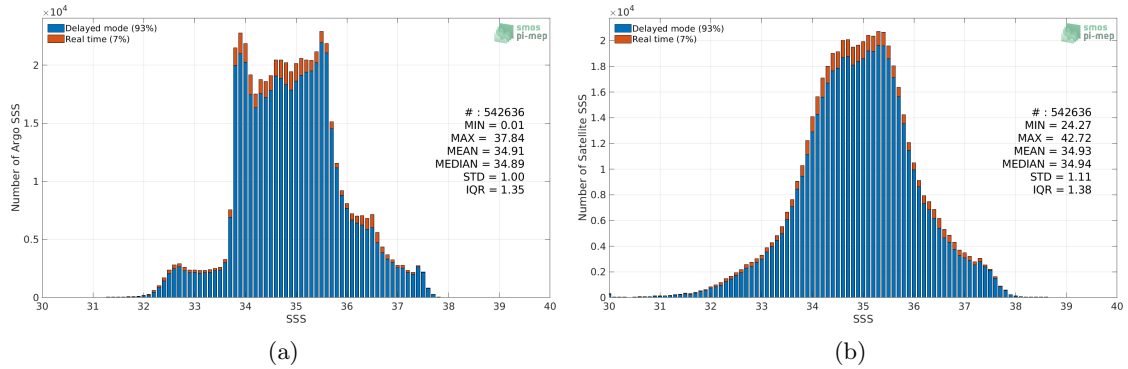 ×10⁴
Delayed mode (93%)
Real time (7%)
smos
pi-mep
# : 542636
MIN = 0.01
MAX = 37.84
MEAN = 34.91
MEDIAN = 34.89
STD = 1.00
IQR = 1.35
Number of Argo SSS
2
1.5
1
0.5
0
30 31 32 33 34 35 36 37 38 39 40
SSS
(a)
×10⁴
Delayed mode (93%)
Real time (7%)
smos
pi-mep
# : 542636
MIN = 24.27
MAX = 42.72
MEAN = 34.93
MEDIAN = 34.94
STD = 1.11
IQR = 1.38
Number of Satellite SSS
2
1.8
1.6
1.4
1.2
1
0.8
0.6
0.4
0.2
0
30 31 32 33 34 35 36 37 38 39 40
SSS
(b)